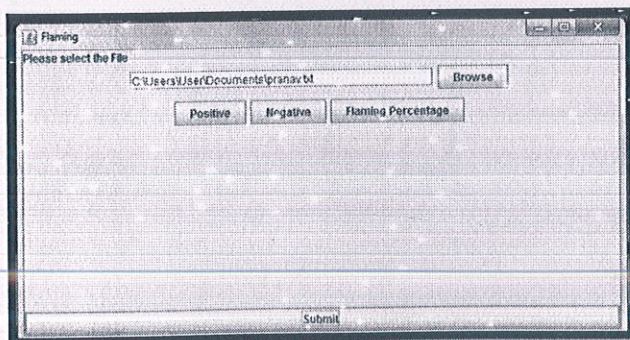 Flaming
Please select the File
C:\Users\User\Documents\pranav.txt Browse
Positive Negative Flaming Percentage
Submit